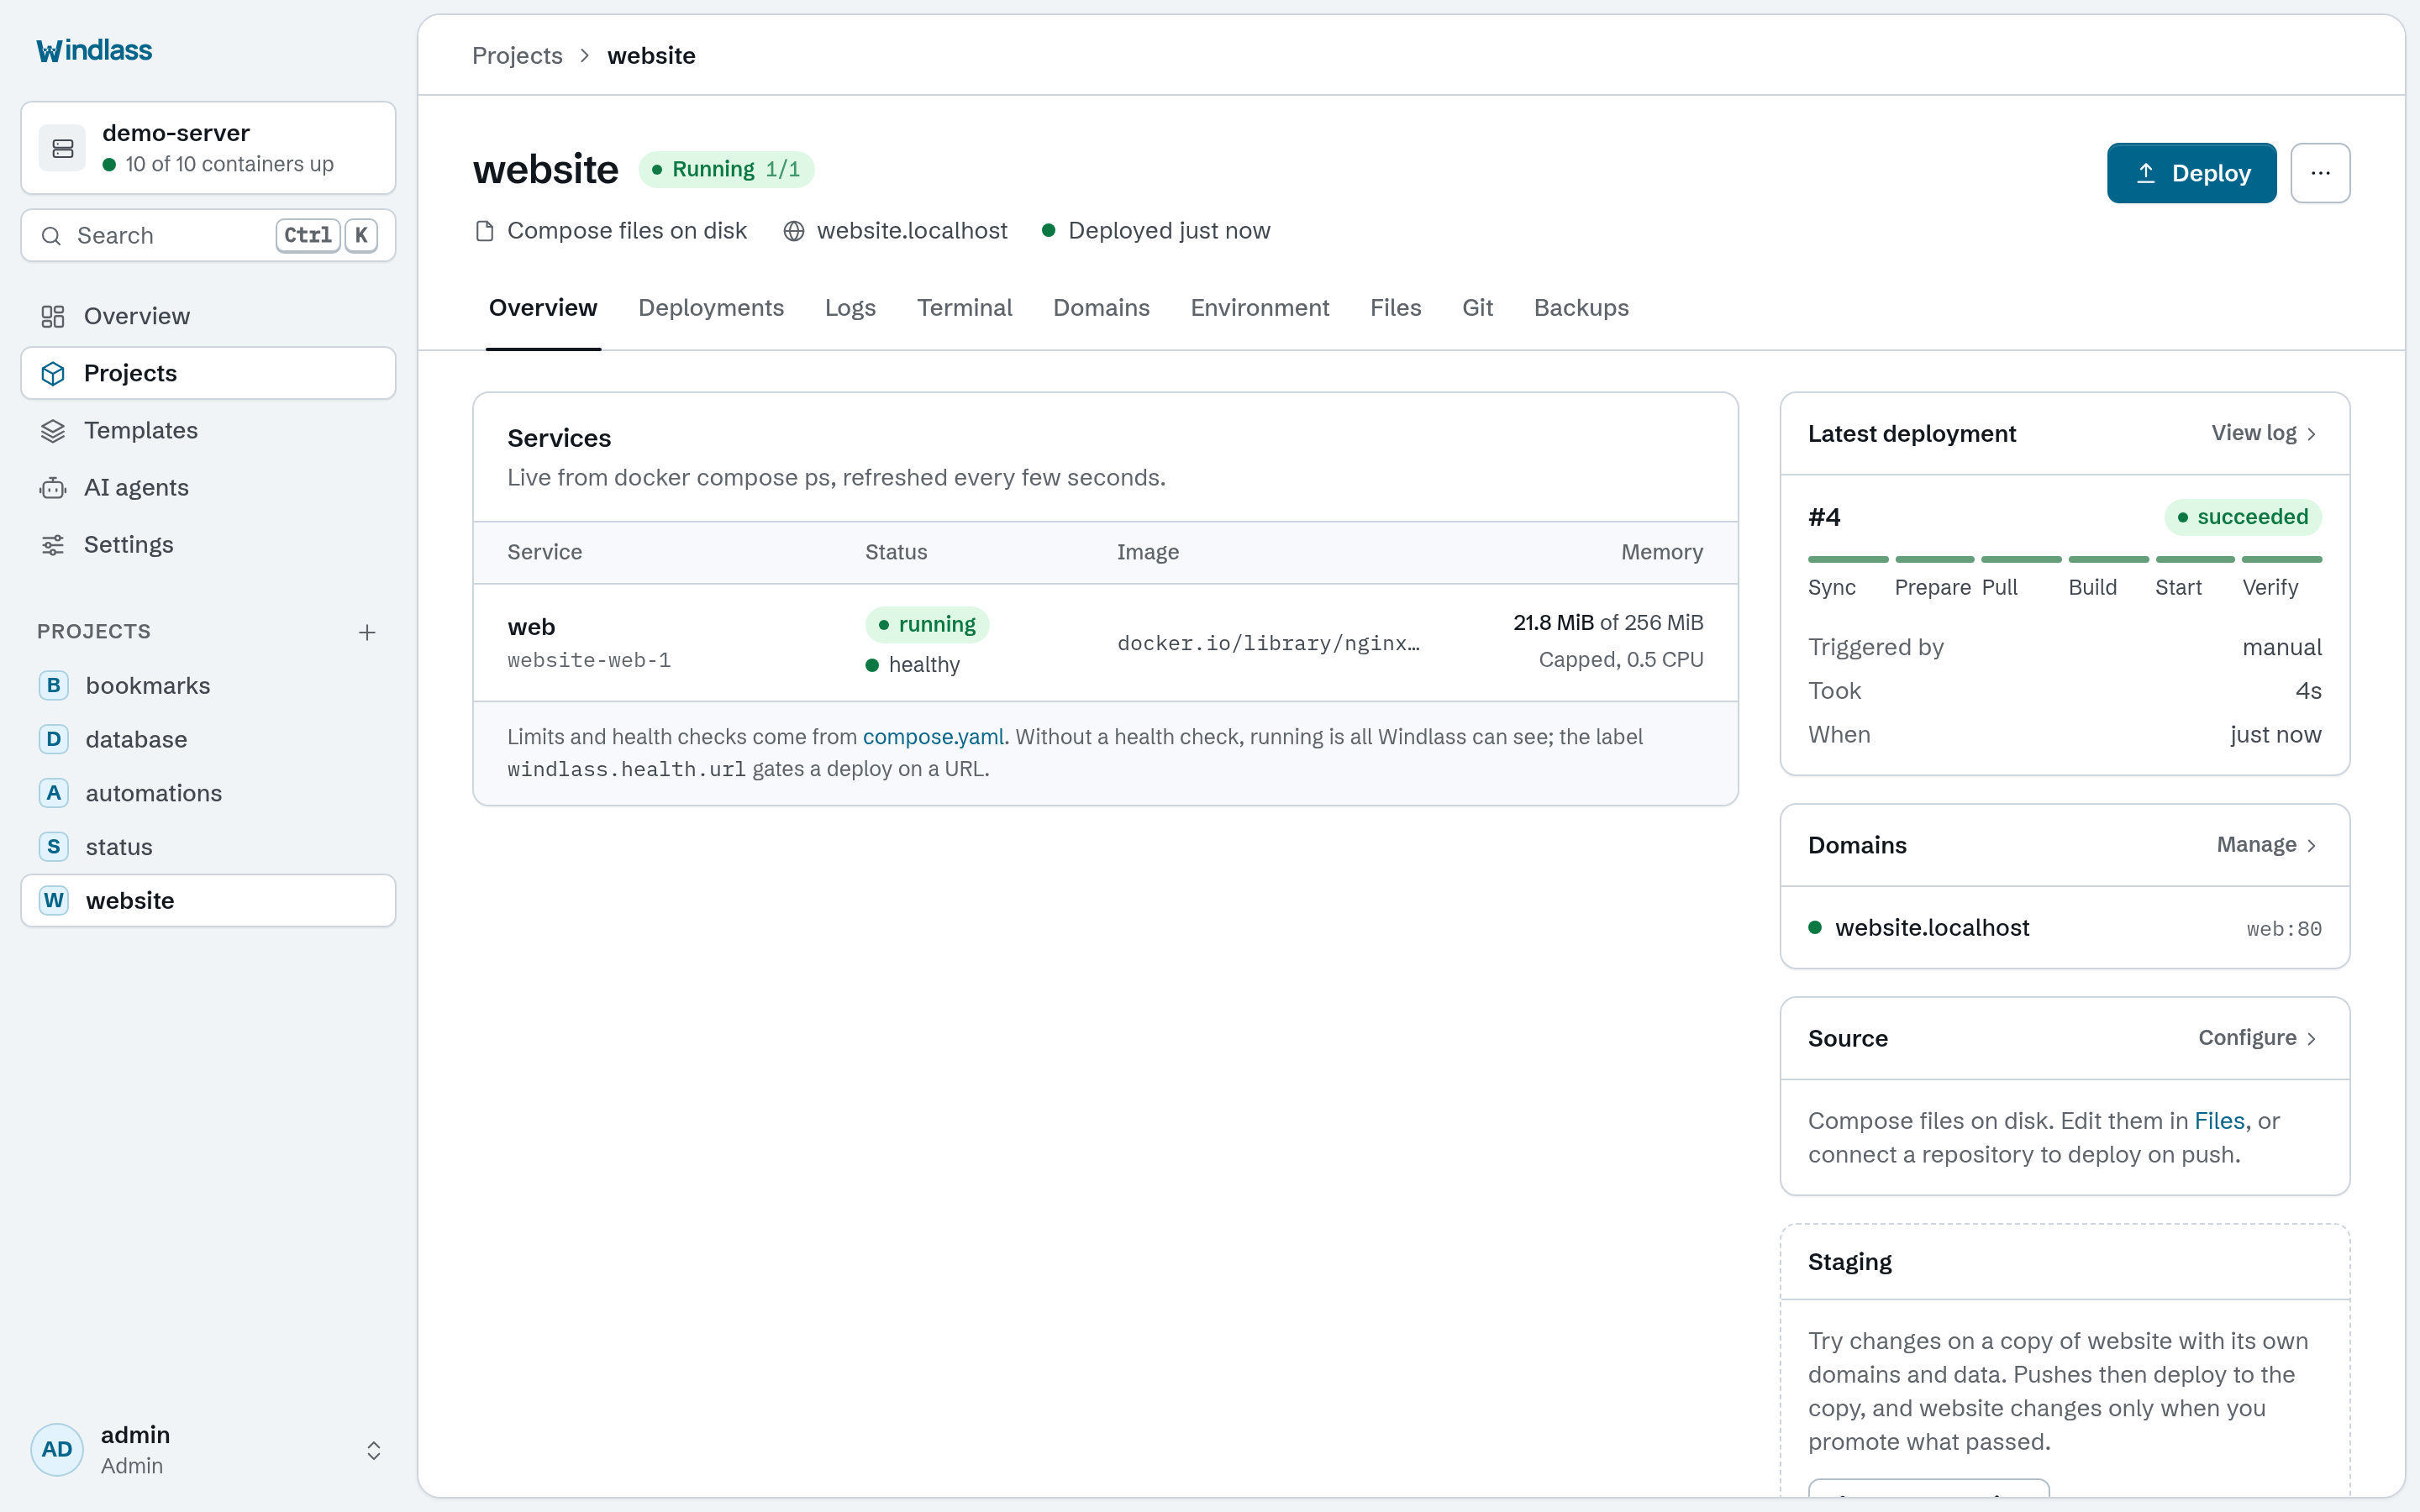 Windlass
demo-server
10 of 10 containers up
Search Ctrl K
Overview
Projects
Templates
AI agents
Settings
PROJECTS
B bookmarks
D database
A automations
S status
W website
AD admin
Admin
Projects > website
website Running 1/1
Deploy
Compose files on disk website.localhost Deployed just now
Overview Deployments Logs Terminal Domains Environment Files Git Backups
Services
Live from docker compose ps, refreshed every few seconds.
Service Status Image Memory
web running docker.io/library/nginx… 21.8 MiB of 256 MiB
website-web-1 healthy Capped, 0.5 CPU
Limits and health checks come from compose.yaml. Without a health check, running is all Windlass can see; the label
windlass.health.url gates a deploy on a URL.
Latest deployment View log
#4 succeeded
Sync Prepare Pull Build Start Verify
Triggered by manual
Took 4s
When just now
Domains Manage
website.localhost web:80
Source Configure
Compose files on disk. Edit them in Files, or
connect a repository to deploy on push.
Staging
Try changes on a copy of website with its own
domains and data. Pushes then deploy to the
copy, and website changes only when you
promote what passed.